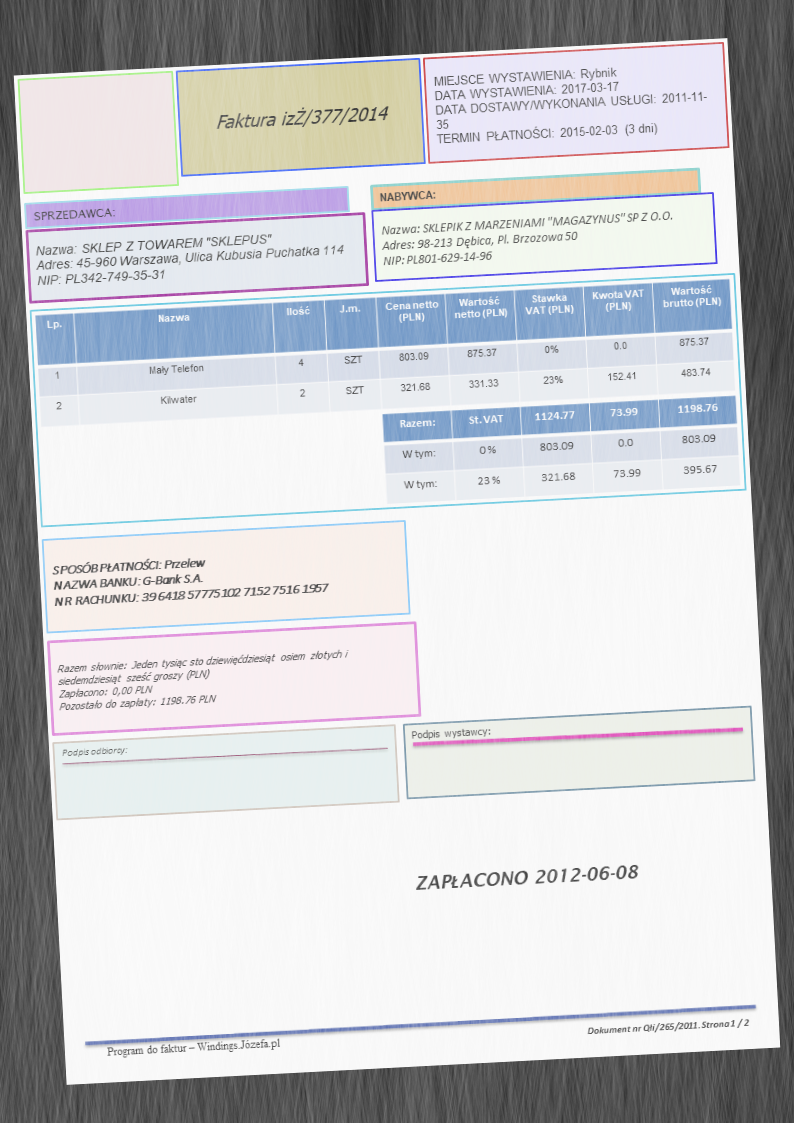 Faktura izŻ/377/2014
MIEJSCE WYSTAWIENIA: Rybnik
DATA WYSTAWIENIA: 2017-03-17
DATA DOSTAWY/WYKONANIA USŁUGI: 2011-11-
35
TERMIN PŁATNOŚCI: 2015-02-03 (3 dni)
SPRZEDAWCA:
Nazwa: SKLEP Z TOWAREM "SKLEPUS"
Adres: 45-960 Warszawa, Ulica Kubusia Puchatka 114
NIP: PL342-749-35-31
NABYWCA:
Nazwa: SKLEPIK Z MARZENIAMI "MAGAZYNUS" SP Z O.O.
Adres: 98-213 Dębica, Pl. Brzozowa 50
NIP: PL801-629-14-96
Lp. Nazwa Ilość J.m. Cena netto (PLN) Wartość netto (PLN) Stawka VAT (PLN) Kwota VAT (PLN) Wartość brutto (PLN)
1 Mały Telefon 4 SZT 803.09 875.37 0% 0.0 875.37
2 Kilwater 2 SZT 321.68 331.33 23% 152.41 483.74
Razem: St. VAT 1124.77 73.99 1198.76
W tym: 0% 803.09 0.0 803.09
W tym: 23% 321.68 73.99 395.67
SPOSÓB PŁATNOŚCI: Przelew
NAZWA BANKU: G-Bank S.A.
NR RACHUNKU: 39 6418 5777 5102 7152 7516 1957
Razem słownie: Jeden tysiąc sto dziewięćdziesiąt osiem złotych i
siedemdziesiąt sześć groszy (PLN)
Zapłacono: 0,00 PLN
Pozostało do zapłaty: 1198.76 PLN
Podpis odbiorcy:
Podpis wystawcy:
ZAPŁACONO 2012-06-08
Program do faktur – Windings.Józefa.pl
Dokument nr Qłi/265/2011. Strona 1 / 2